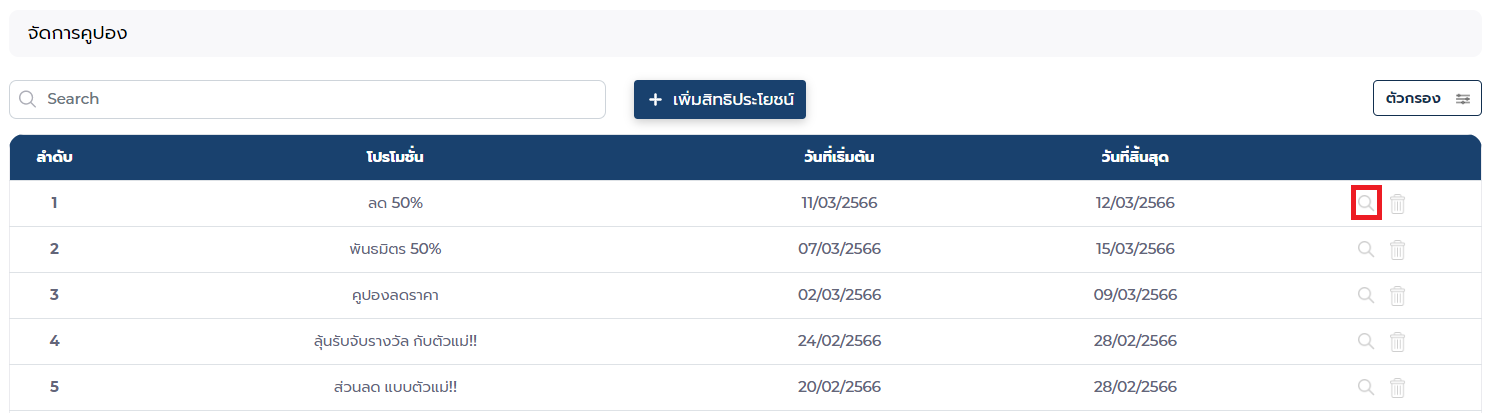 จัดการคูปอง
Search
เพิ่มสิทธิประโยชน์
ตัวกรอง
ลำดับ โปรโมชั่น วันที่เริ่มต้น วันที่สิ้นสุด
1 ลด 50% 11/03/2566 12/03/2566
2 พันธมิตร 50% 07/03/2566 15/03/2566
3 คูปองลดราคา 02/03/2566 09/03/2566
4 ลุ้นรับจับรางวัล กับตัวแม่!! 24/02/2566 28/02/2566
5 ส่วนลด แบบตัวแม่!! 20/02/2566 28/02/2566